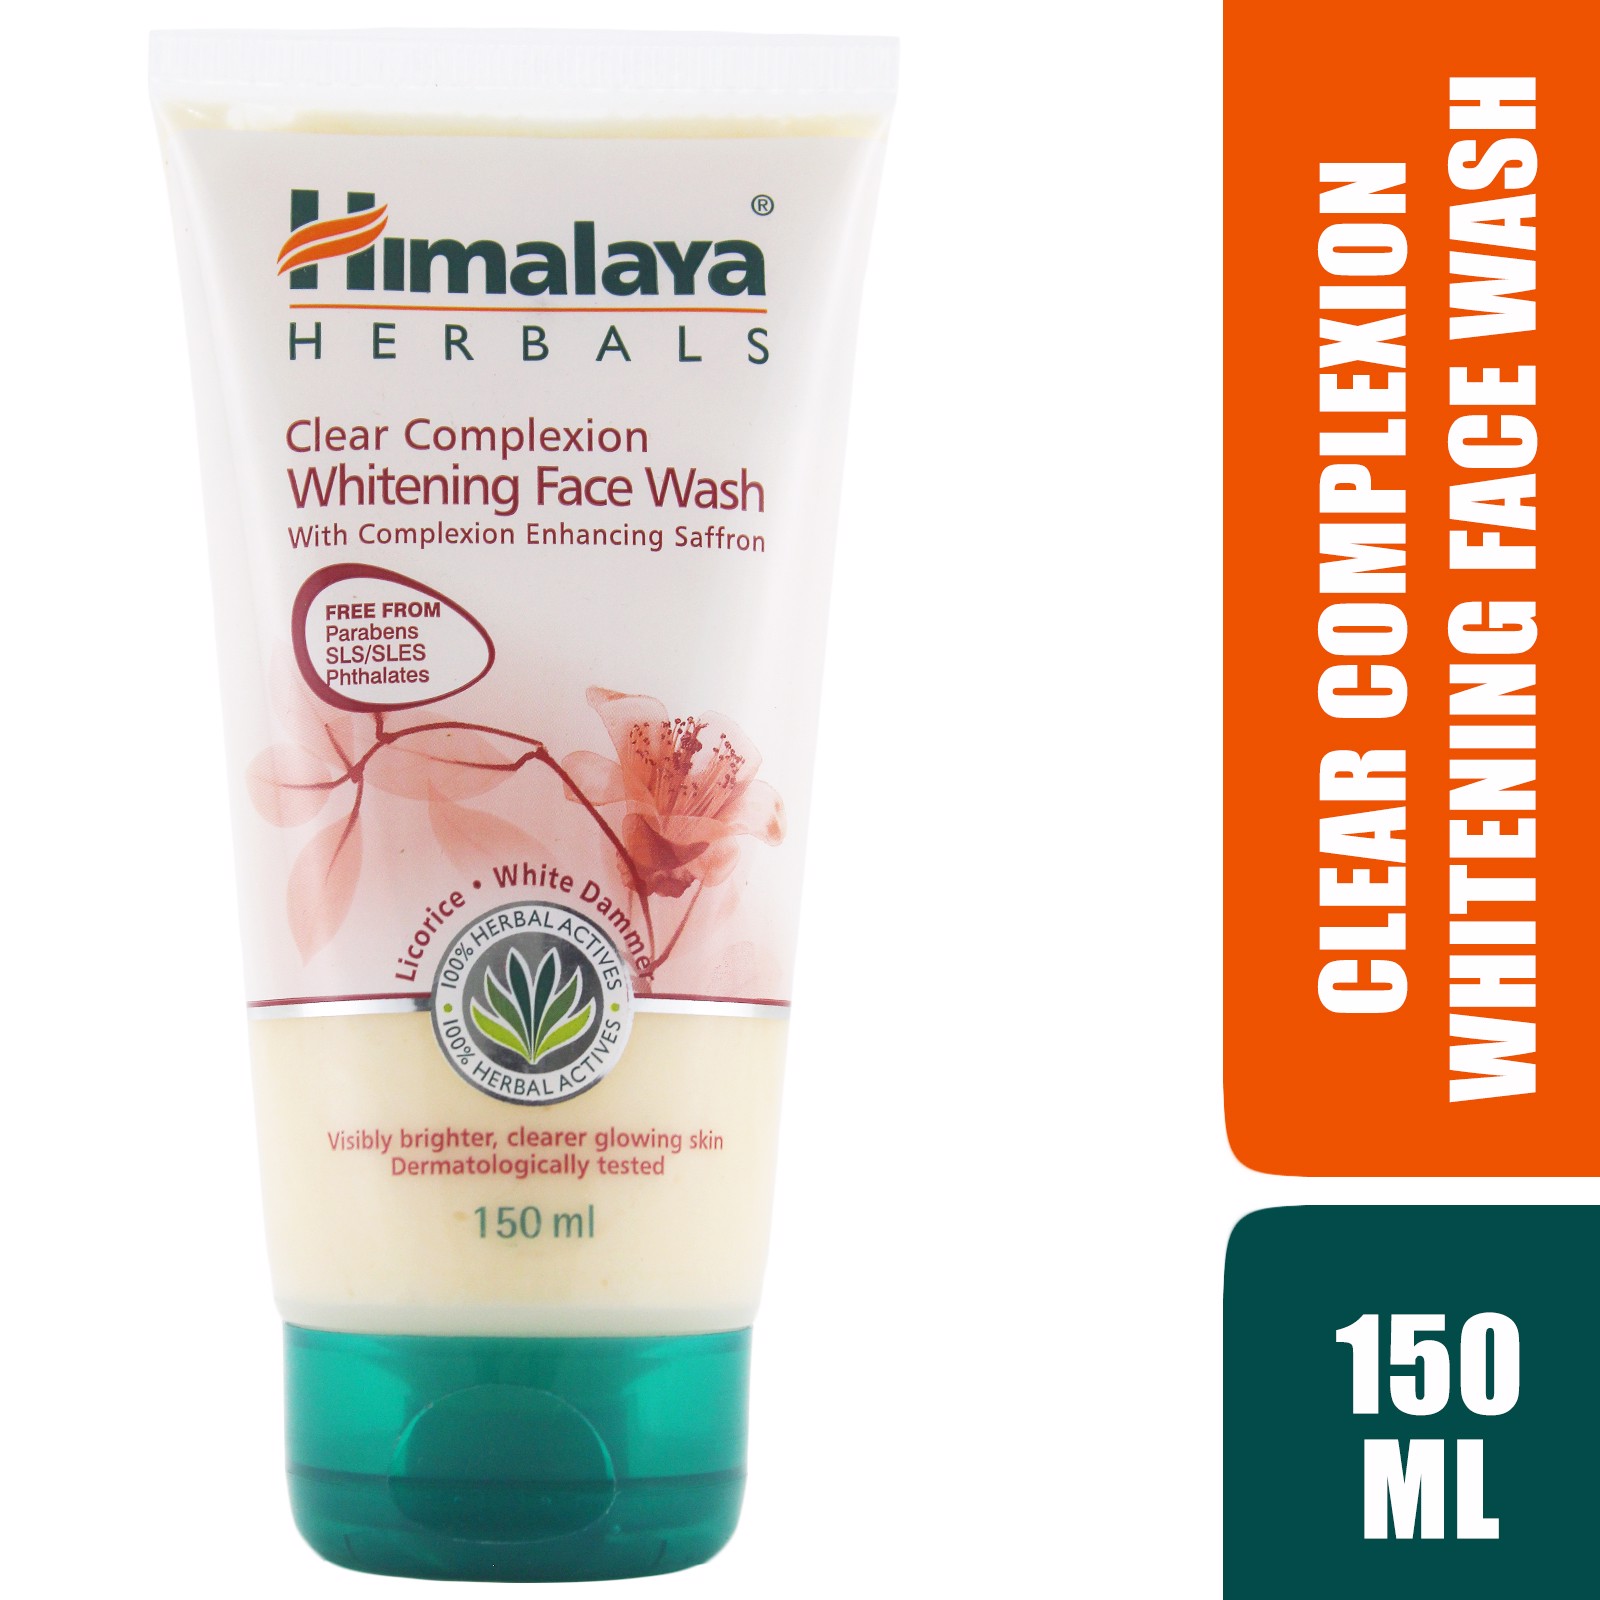 Himalaya®
HERBALS
Clear Complexion
Whitening Face Wash
With Complexion Enhancing Saffron
FREE FROM
Parabens
SLS/SLES
Phthalates
Licorice • White Dammer
100% HERBAL ACTIVES
100% HERBAL ACTIVES
Visibly brighter, clearer glowing skin
Dermatologically tested
150 ml
CLEAR COMPLEXION
WHITENING FACE WASH
150
ML